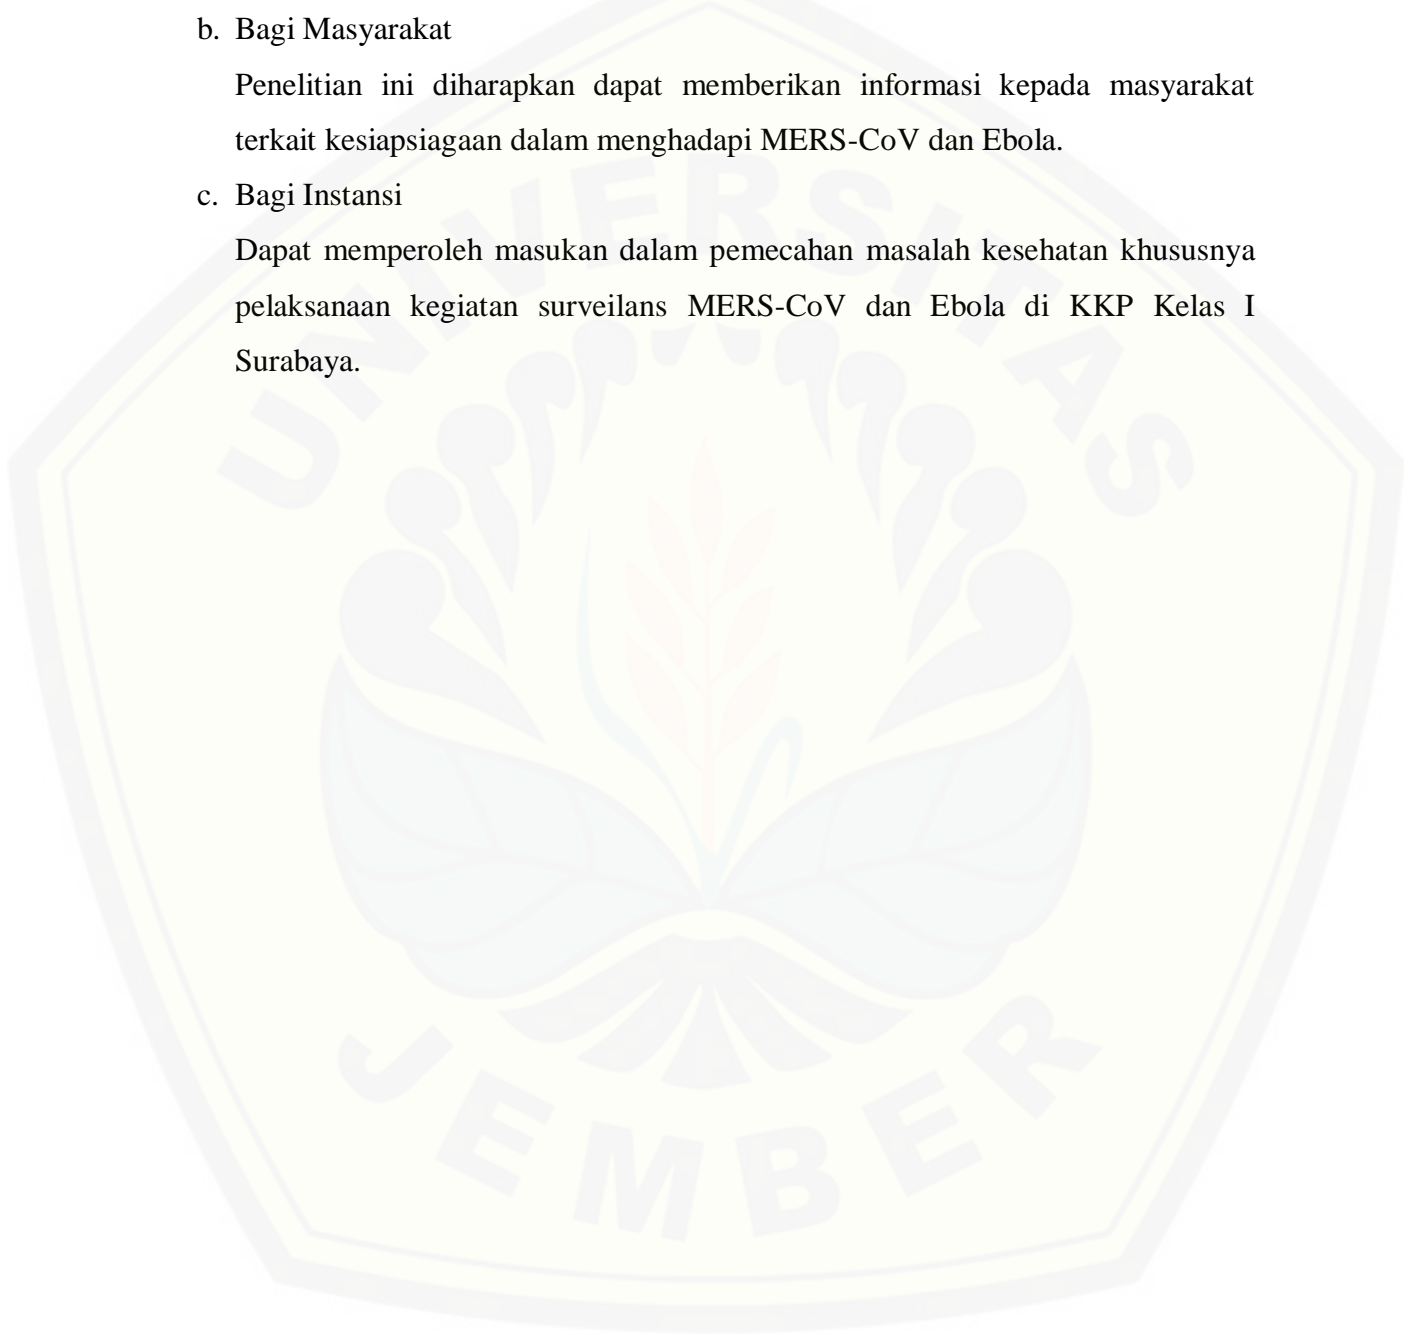 b. Bagi Masyarakat
Penelitian ini diharapkan dapat memberikan informasi kepada masyarakat
terkait kesiapsiagaan dalam menghadapi MERS-CoV dan Ebola.
c. Bagi Instansi
Dapat memperoleh masukan dalam pemecahan masalah kesehatan khususnya
pelaksanaan kegiatan surveilans MERS-CoV dan Ebola di KKP Kelas I
Surabaya.
UNIVERSITAS
JEMBER